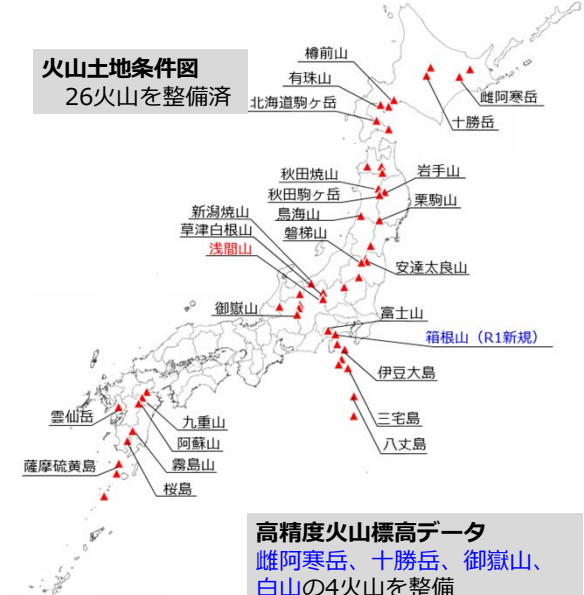 火山土地条件図
26火山を整備済
樽前山
有珠山
北海道駒ヶ岳
雌阿寒岳
十勝岳
秋田焼山
岩手山
秋田駒ヶ岳
栗駒山
新潟焼山
鳥海山
草津白根山
磐梯山
浅間山
安達太良山
御嶽山
富士山
箱根山（R1新規）
伊豆大島
三宅島
八丈島
雲仙岳
九重山
阿蘇山
薩摩硫黄島
霧島山
桜島
高精度火山標高データ
雌阿寒岳、十勝岳、御嶽山、
白山の4火山を整備